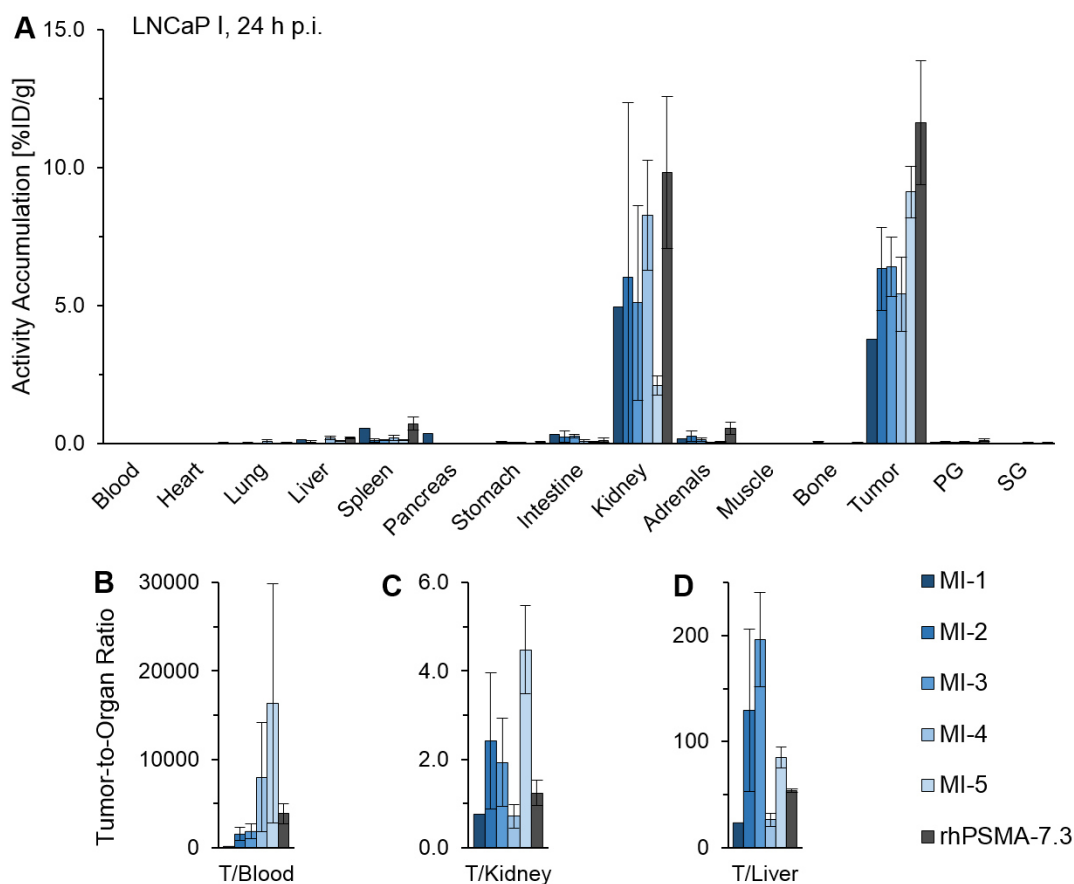 A
LNCaP I, 24 h p.i.
Activity Accumulation [%ID/g]
15.0
10.0
5.0
0.0
Blood
Heart
Lung
Liver
Spleen
Pancreas
Stomach
Intestine
Kidney
Adrenals
Muscle
Bone
Tumor
PG
SG
B
Tumor-to-Organ Ratio
30000
20000
10000
0
T/Blood
C
6.0
4.0
2.0
0.0
T/Kidney
D
200
100
0
T/Liver
MI-1
MI-2
MI-3
MI-4
MI-5
rhPSMA-7.3